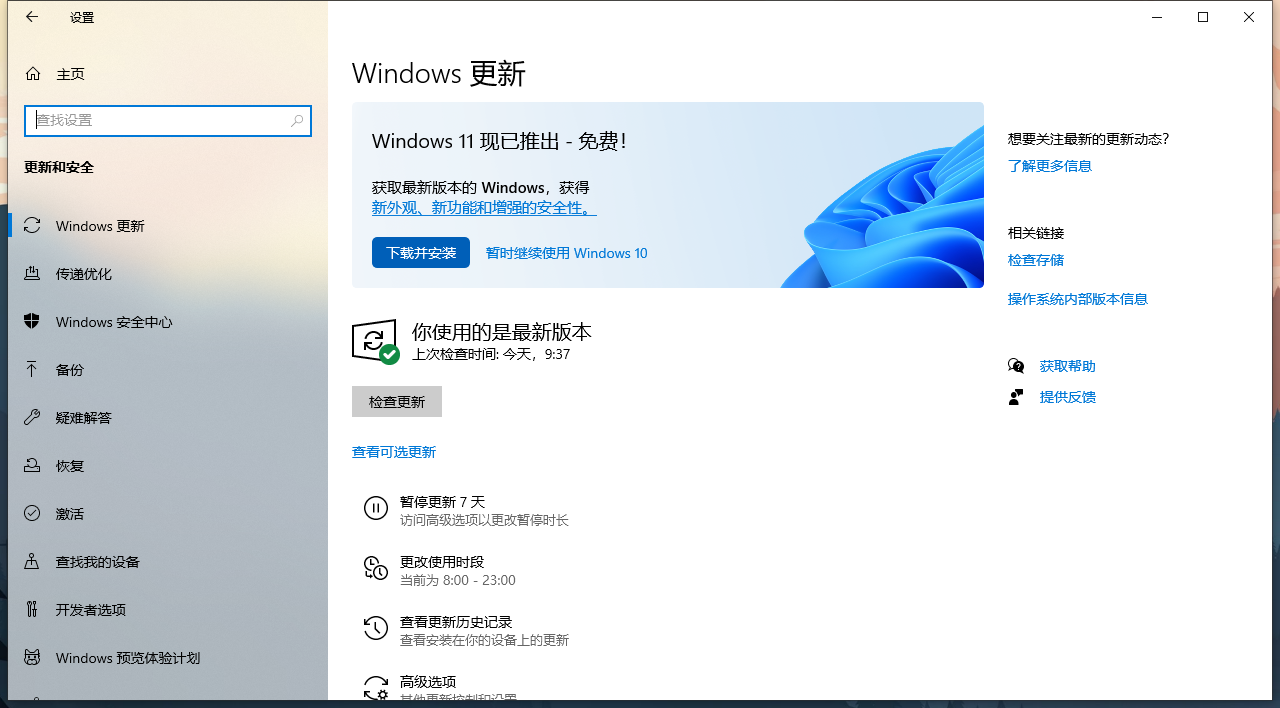 设置
主页
查找设置
更新和安全
Windows 更新
传递优化
Windows 安全中心
备份
疑难解答
恢复
激活
查找我的设备
开发者选项
Windows 预览体验计划
Windows 更新
Windows 11 现已推出 - 免费！
获取最新版本的 Windows，获得
新外观、新功能和增强的安全性。
下载并安装
暂时继续使用 Windows 10
你使用的是最新版本
上次检查时间: 今天，9:37
检查更新
查看可选更新
暂停更新 7 天
访问高级选项以更改暂停时长
更改使用时段
当前为 8:00 - 23:00
查看更新历史记录
查看安装在你的设备上的更新
高级选项
其他更新控制和设置
想要关注最新的更新动态?
了解更多信息
相关链接
检查存储
操作系统内部版本信息
获取帮助
提供反馈